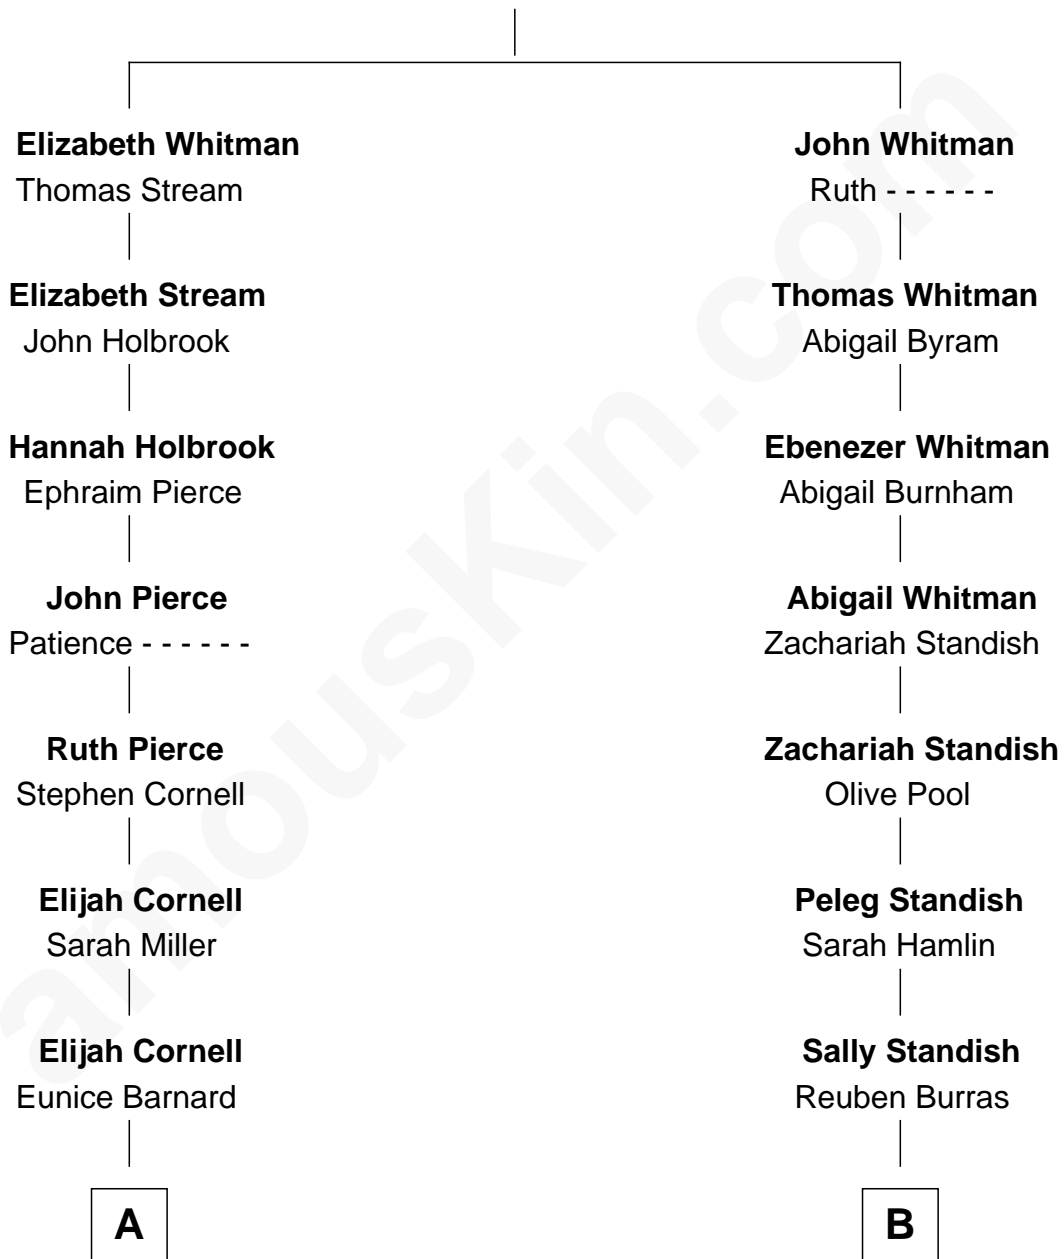 Elizabeth Whitman
Thomas Stream
Elizabeth Stream
John Holbrook
Hannah Holbrook
Ephraim Pierce
John Pierce
Patience - - - - - -
Ruth Pierce
Stephen Cornell
Elijah Cornell
Sarah Miller
Elijah Cornell
Eunice Barnard
A
John Whitman
Ruth - - - - - -
Thomas Whitman
Abigail Byram
Ebenezer Whitman
Abigail Burnham
Abigail Whitman
Zachariah Standish
Zachariah Standish
Olive Pool
Peleg Standish
Sarah Hamlin
Sally Standish
Reuben Burras
B
amouskin.com